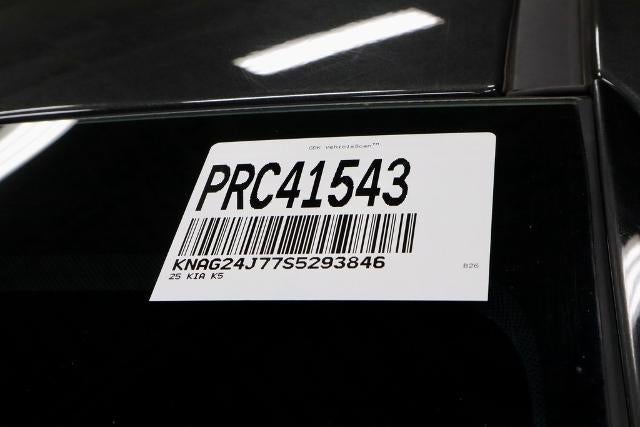 CDK VehicleScan™
PRC41543
KNAG24J77S5293846
25 KIA K5
B26